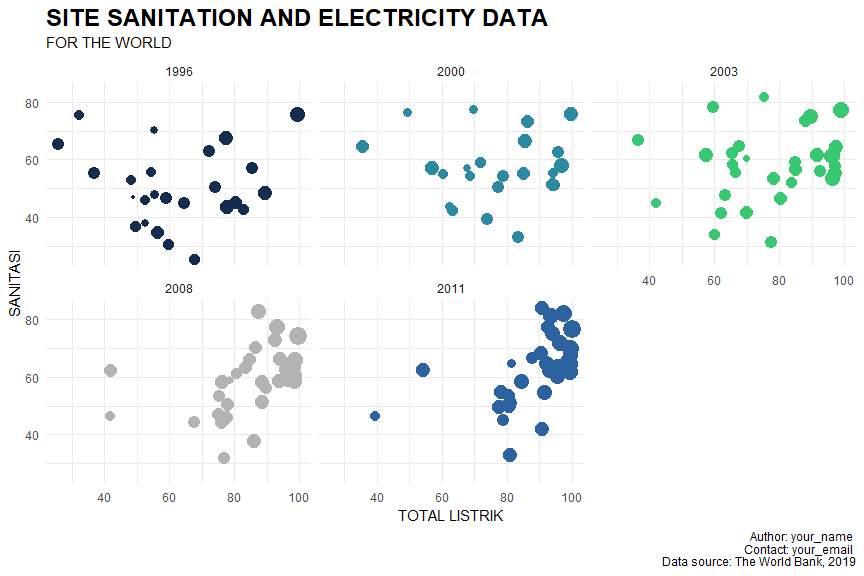 SITE SANITATION AND ELECTRICITY DATA
FOR THE WORLD
1996
2000
2003
80
60
40
40 60 80 100
SANITASI
2008
2011
80
60
40
40 60 80 100
40 60 80 100
TOTAL LISTRIK
Author: your_name
Contact: your_email
Data source: The World Bank, 2019